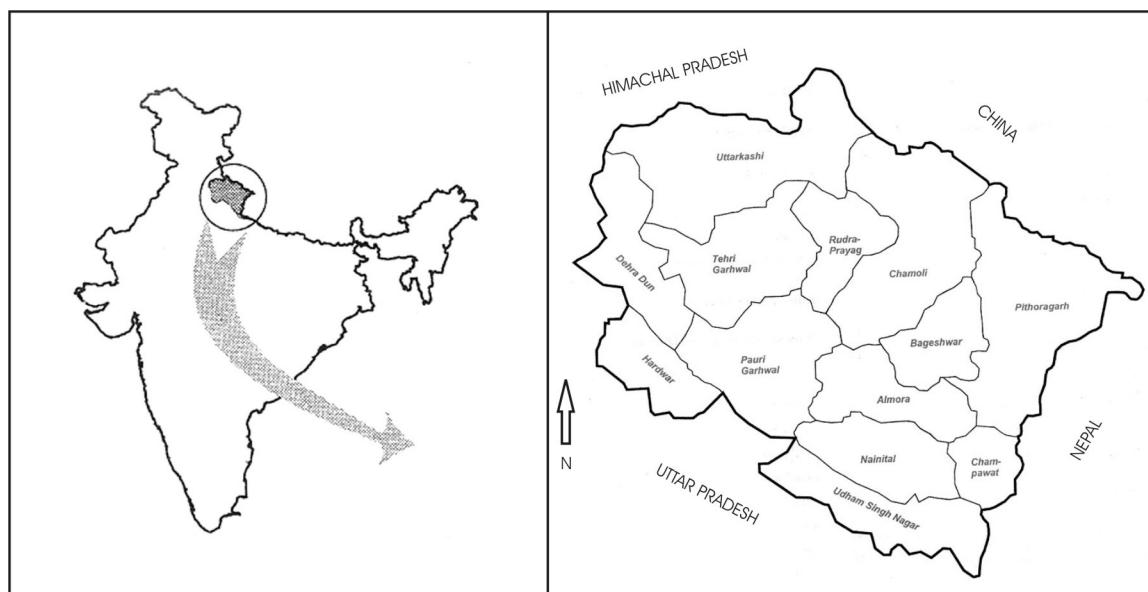 HIMACHAL PRADESH
CHINA
Uttarkashi
Rudra-
Prayag
Tehri
Garhwal
Dehra Dun
Chamoli
Pithoragarh
Bageshwar
Pauri
Garhwal
Hardwar
Almora
N
NEPAL
Nainital
Cham-
pawat
UTTAR PRADESH
Udham Singh Nagar